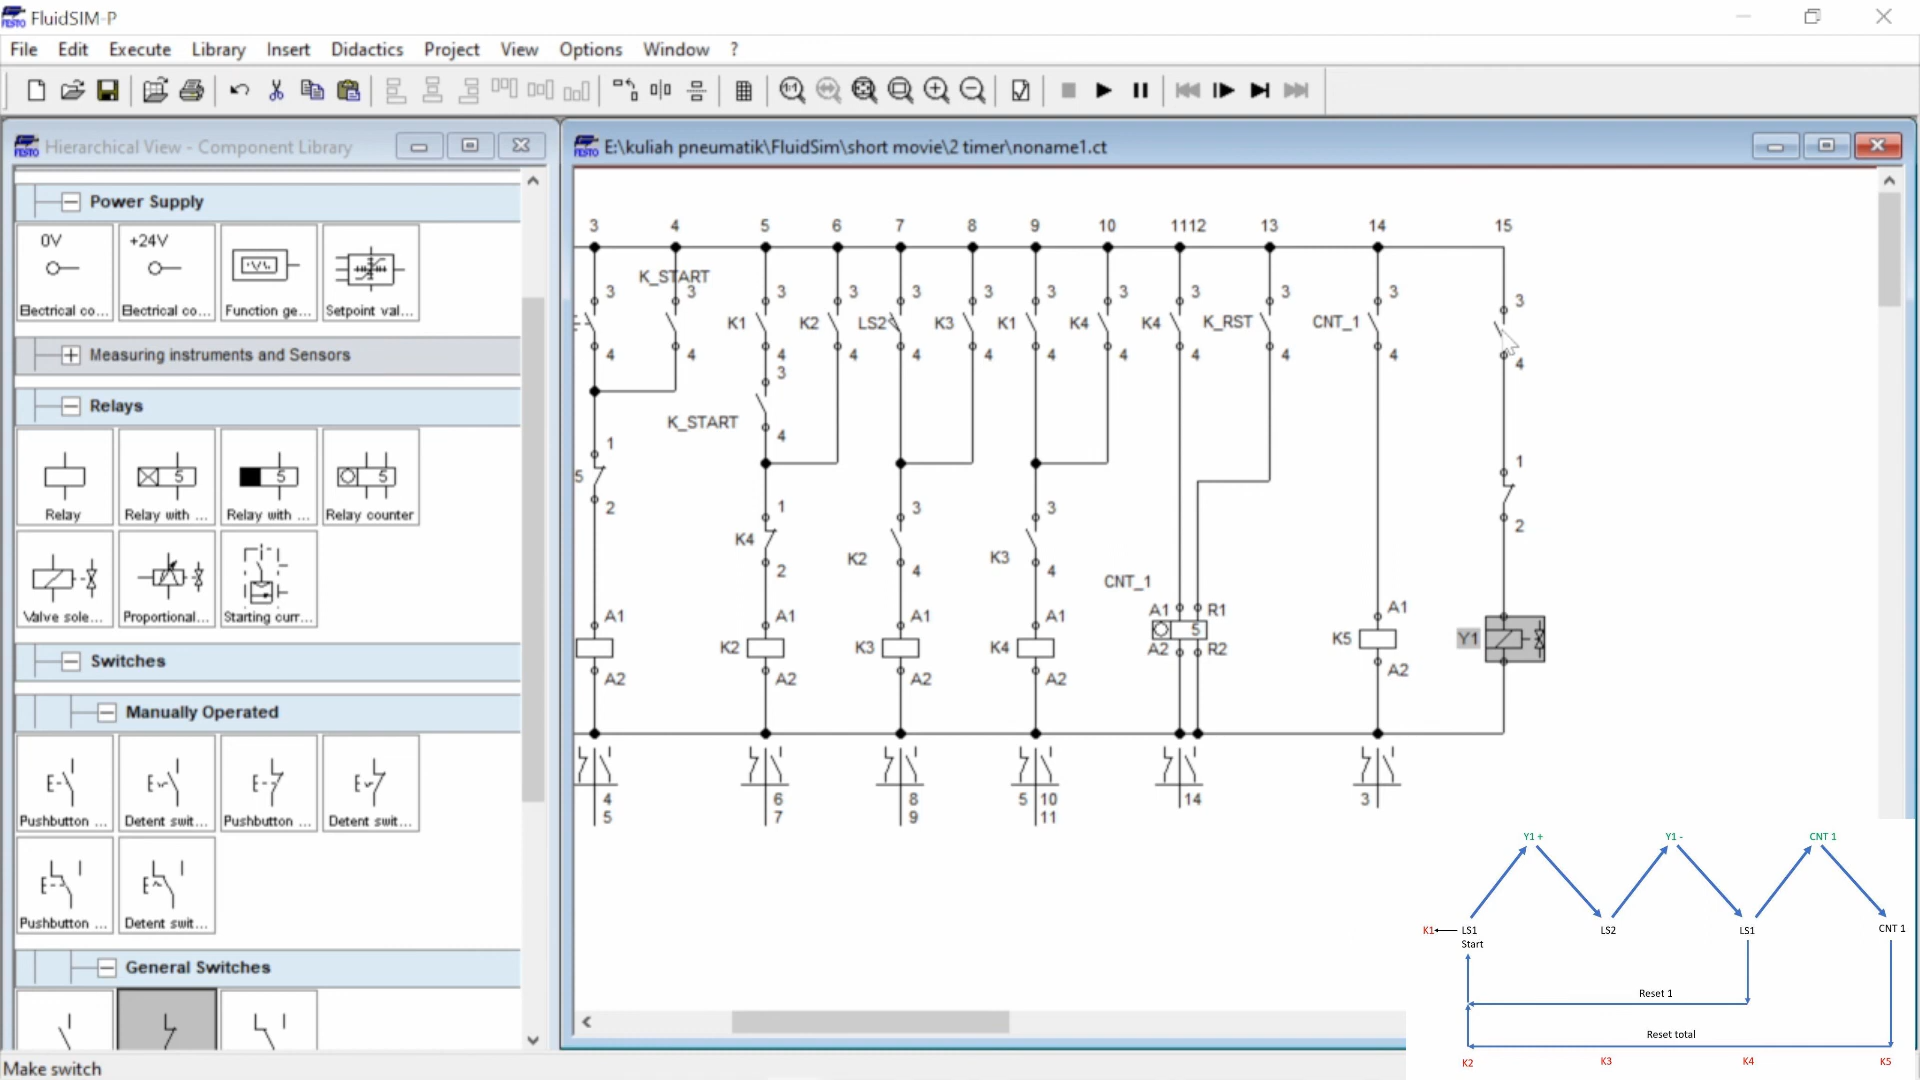 FluidSIM-P
File Edit Execute Library Insert Didactics Project View Options Window ?
Hierarchical View - Component Library
E:\kuliah pneumatik\FluidSim\short movie\2 timer\noname1.ct
Power Supply
0V +24V
Electrical co... Electrical co... Function ge... Setpoint val...
Measuring instruments and Sensors
Relays
5 5 5
Relay Relay with ... Relay with ... Relay counter
Valve sole... Proportional... Starting curr...
Switches
Manually Operated
Pushbutton ... Detent swit... Pushbutton ... Detent swit...
Pushbutton ... Detent swit...
General Switches
Make switch
3 4 5 6 7 8 9 10 1112 13 14 15
K_START
3 3 3 3 3 3 3 3 3 3 3 3
K1 K2 LS2 K3 K1 K4 K4 K_RST CNT_1
4 4 4 4 4 4 4 4 4 4 4 4
3
K_START
4
1 1
5
2 2
1 3 3
K4 K2 K3
2 4 4
CNT_1
A1 A1 A1 A1 A1 R1 A1
K2 K3 K4 5 K5 Y1
A2 A2 A2 A2 A2 R2 A2
4 6 8 5 10 14 3
5 7 9 11
Y1 + Y1 - CNT 1
K1 LS1 LS2 LS1 CNT 1
Start
Reset 1
Reset total
K2 K3 K4 K5